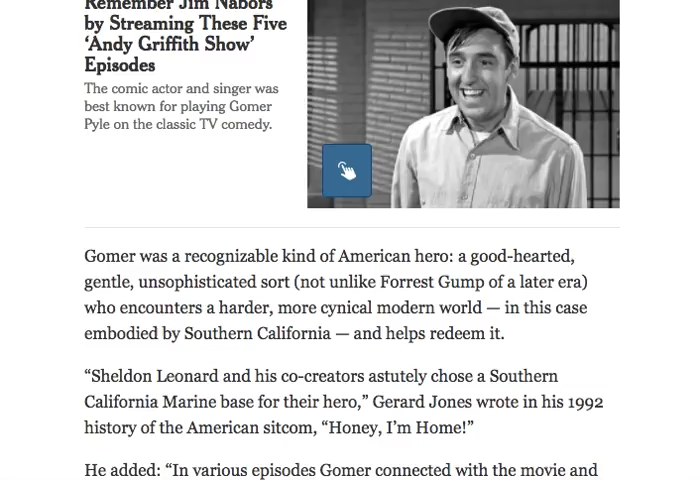 Remember Jim Nabors
by Streaming These Five
‘Andy Griffith Show’
Episodes
The comic actor and singer was
best known for playing Gomer
Pyle on the classic TV comedy.
Gomer was a recognizable kind of American hero: a good-hearted,
gentle, unsophisticated sort (not unlike Forrest Gump of a later era)
who encounters a harder, more cynical modern world — in this case
embodied by Southern California — and helps redeem it.
“Sheldon Leonard and his co-creators astutely chose a Southern
California Marine base for their hero,” Gerard Jones wrote in his 1992
history of the American sitcom, “Honey, I’m Home!”
He added: “In various episodes Gomer connected with the movie and